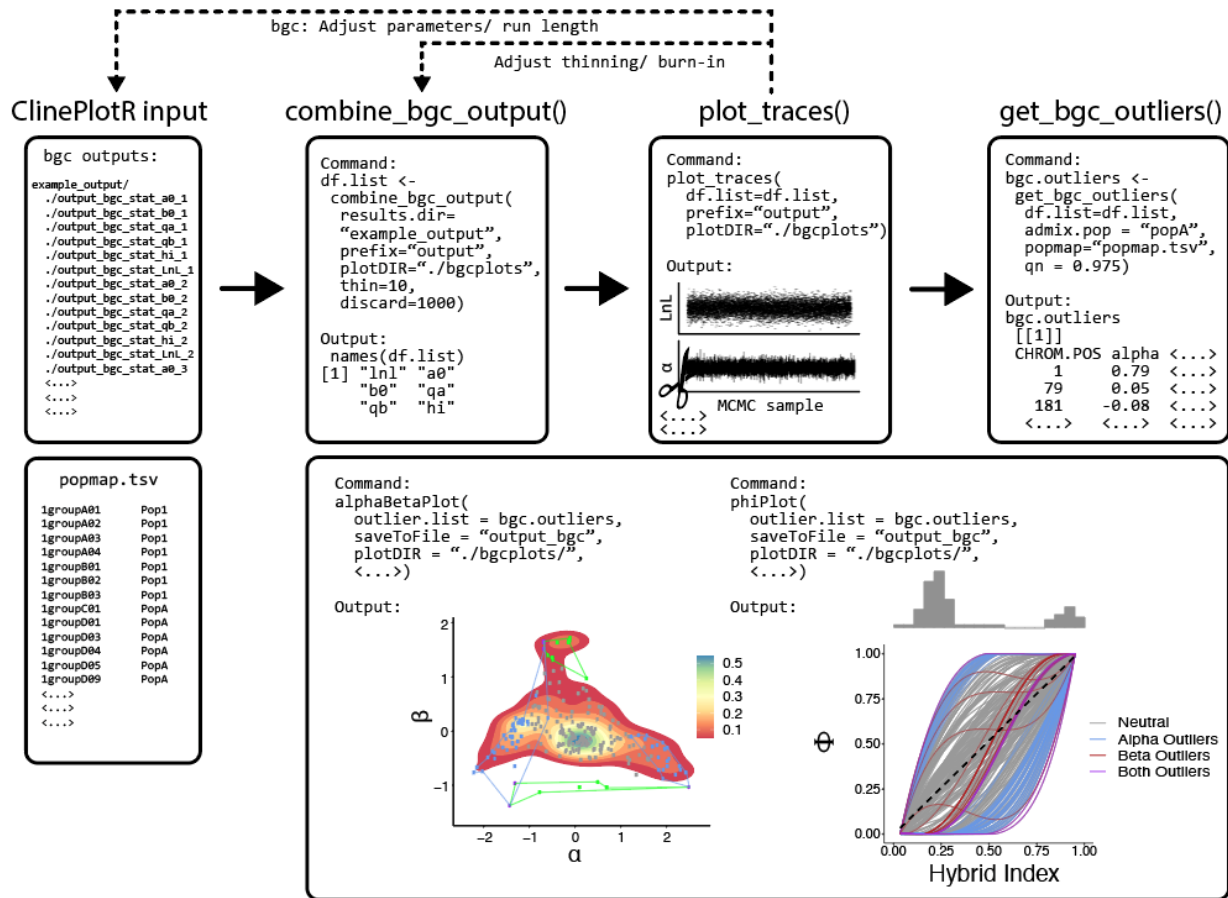 bgc: Adjust parameters/ run length
Adjust thinning/ burn-in
ClinePlotR input
bgc outputs:
example_output/
./output_bgc_stat_a0_1
./output_bgc_stat_b0_1
./output_bgc_stat_qa_1
./output_bgc_stat_qb_1
./output_bgc_stat_hi_1
./output_bgc_stat_LnL_1
./output_bgc_stat_a0_2
./output_bgc_stat_b0_2
./output_bgc_stat_qa_2
./output_bgc_stat_qb_2
./output_bgc_stat_hi_2
./output_bgc_stat_LnL_2
./output_bgc_stat_a0_3
<...>
<...>
<...>
combine_bgc_output()
Command:
df.list <-
combine_bgc_output(
results.dir=
“example_output”,
prefix=“output”,
plotDIR=“./bgcplots”,
thin=10,
discard=1000)
Output:
names(df.list)
[1] "lnl" "a0"
"b0" "qa"
"qb" "hi"
plot_traces()
Command:
plot_traces(
df.list=df.list,
prefix=“output”,
plotDIR=“./bgcplots”)
Output:
LnL
α
MCMC sample
<...>
<...>
get_bgc_outliers()
Command:
bgc.outliers <-
get_bgc_outliers(
df.list=df.list,
admix.pop = “popA”,
popmap=“popmap.tsv”,
qn = 0.975)
Output:
bgc.outliers
[[1]]
CHROM.POS alpha <...>
1 0.79 <...>
79 0.05 <...>
181 -0.08 <...>
<...> <...> <...>
popmap.tsv
1groupA01 Pop1
1groupA02 Pop1
1groupA03 Pop1
1groupA04 Pop1
1groupB01 Pop1
1groupB02 Pop1
1groupB03 Pop1
1groupC01 PopA
1groupD01 PopA
1groupD03 PopA
1groupD04 PopA
1groupD05 PopA
1groupD09 PopA
<...>
<...>
<...>
Command:
alphaBetaPlot(
outlier.list = bgc.outliers,
saveToFile = “output_bgc”,
plotDIR = “./bgcplots/”,
<...>)
Output:
2
1
0
−1
β
−2 −1 0 1 2
α
0.5
0.4
0.3
0.2
0.1
Command:
phiPlot(
outlier.list = bgc.outliers,
saveToFile = “output_bgc”,
plotDIR = “./bgcplots/”,
<...>)
Output:
1.00
0.75
0.50
0.25
0.00
Φ
0.00 0.25 0.50 0.75 1.00
Hybrid Index
Neutral
Alpha Outliers
Beta Outliers
Both Outliers